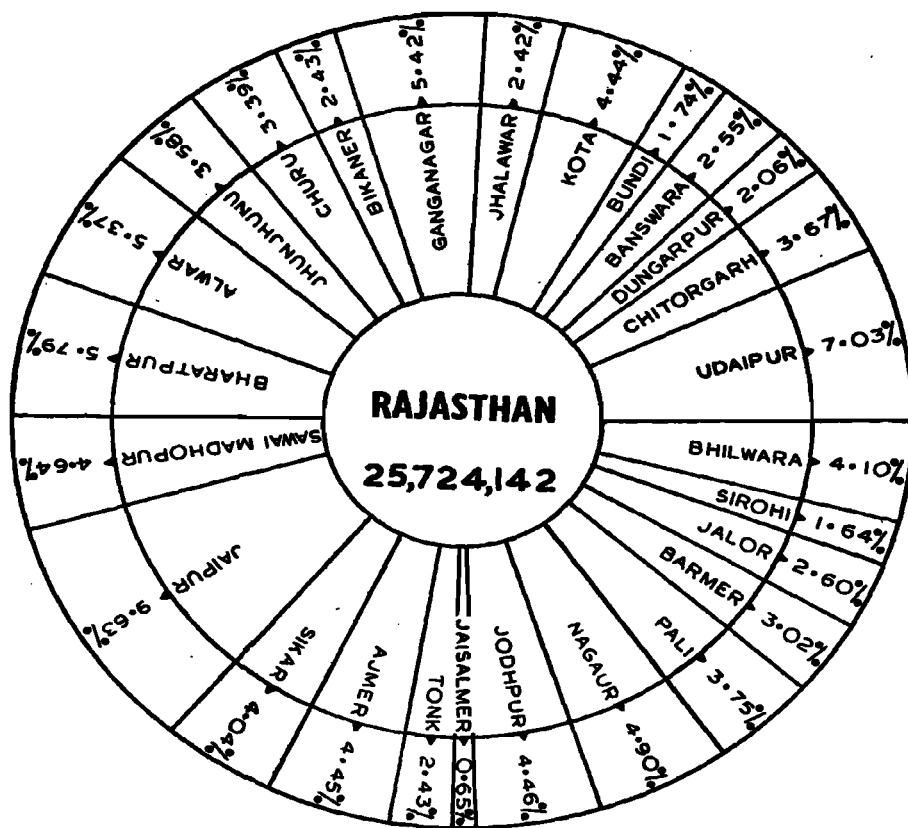 RAJASTHAN
25,724,142
GANGANAGAR 5.42%
JHALAWAR 2.42%
KOTA 4.44%
BUNDI 1.74%
BANSWARA 2.55%
DUNGARPUR 2.06%
CHITORGARH 3.67%
UDAIPUR 7.03%
BHILWARA 4.10%
SIROHI 1.64%
JALOR 2.60%
BARMER 3.02%
PALI 3.75%
NAGAUR 4.90%
JODHPUR 4.46%
JAISALMER 0.65%
TONK 2.43%
AJMER 4.45%
SIKAR 4.04%
JAIPUR 9.63%
SAWAI MADHOPUR 4.64%
BHARATPUR 5.79%
ALWAR 5.37%
JHUNJHUNU 3.58%
CHURU 3.39%
BIKANER 2.43%